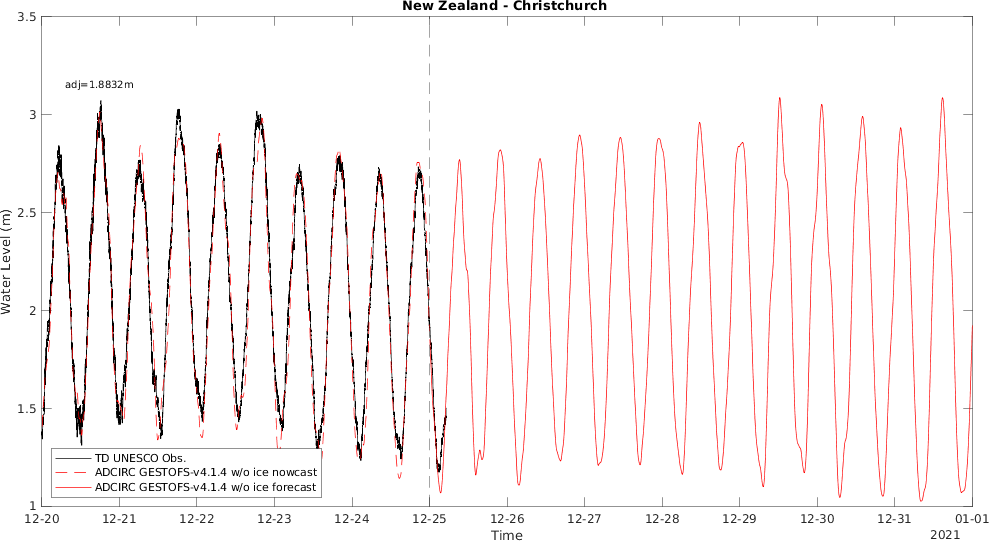 New Zealand - Christchurch
3.5
adj=1.8832m
3
2.5
Water Level (m)
2
1.5
TD UNESCO Obs.
ADCIRC GESTOFS-v4.1.4 w/o ice nowcast
ADCIRC GESTOFS-v4.1.4 w/o ice forecast
1
12-20 12-21 12-22 12-23 12-24 12-25 12-26 12-27 12-28 12-29 12-30 12-31 01-01
Time
2021